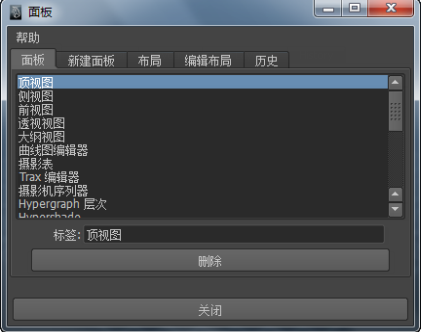 面板
帮助
面板 新建面板 布局 编辑布局 历史
顶视图
侧视图
前视图
透视视图
大纲视图
曲线图编辑器
摄影表
Trax 编辑器
摄影机序列器
Hypergraph 层次
Hypershade
标签: 顶视图
删除
关闭